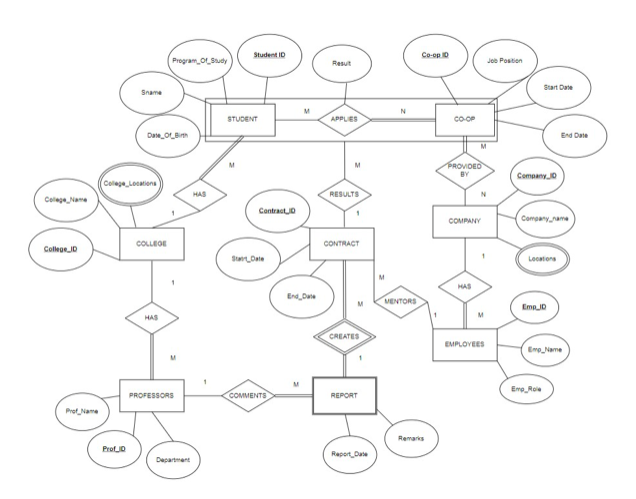 Program_Of_Study
Student ID
Result
Co-op ID
Job Position
Sname
Start Date
STUDENT
M
APPLIES
N
CO-OP
Date_Of_Birth
End Date
M
M
M
College_Locations
HAS
RESULTS
PROVIDED
BY
Company_ID
College_Name
1
Contract_ID
1
N
Company_name
COLLEGE
CONTRACT
COMPANY
College_ID
Statrt_Date
Locations
1
M
1
End_Date
HAS
MENTORS
Emp_ID
HAS
M
1
M
CREATES
EMPLOYEES
Emp_Name
M
1
Emp_Role
1
M
PROFESSORS
COMMENTS
REPORT
Prof_Name
Remarks
Prof_ID
Department
Report_Date